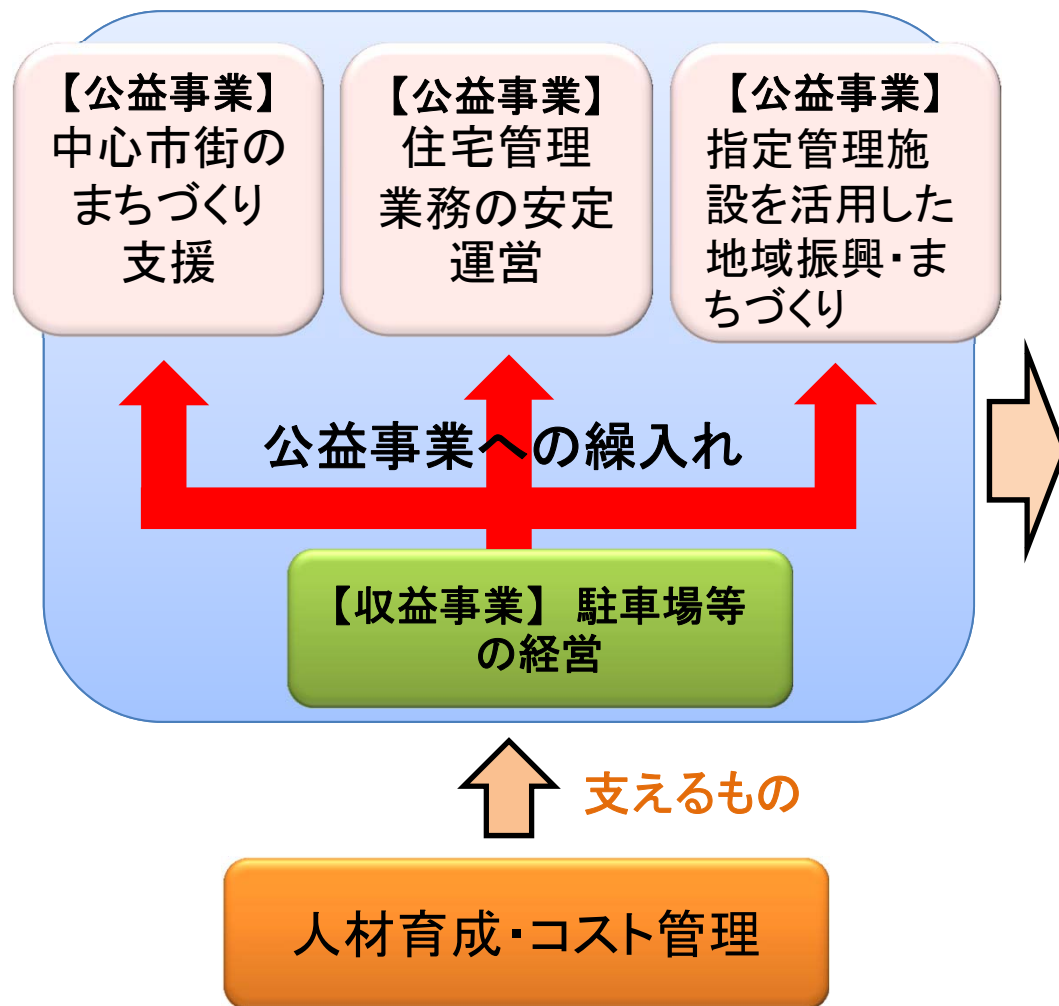 【公益事業】
中心市街の
まちづくり
支援
【公益事業】
住宅管理
業務の安定
運営
【公益事業】
指定管理施
設を活用した
地域振興・ま
ちづくり
公益事業への繰入れ
【収益事業】 駐車場等
の経営
支えるもの
人材育成・コスト管理